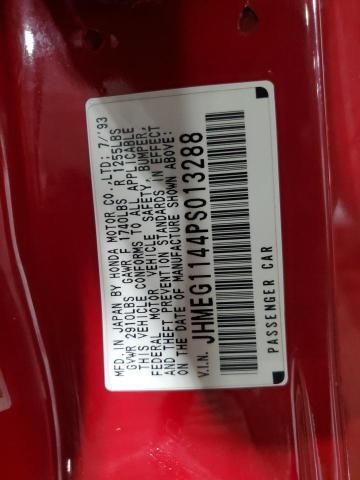 MFD. IN JAPAN BY HONDA MOTOR CO.,LTD: 7/'93
GVWR 2910LBS GAWR F 1740LBS R 1255LBS
THIS VEHICLE CONFORMS TO ALL APPLICABLE
FEDERAL MOTOR VEHICLE SAFETY, BUMPER,
AND THEFT PREVENTION STANDARDS IN EFFECT
ON THE DATE OF MANUFACTURE SHOWN ABOVE:
V.I.N. JHMEG1144PS013288
PASSENGER CAR